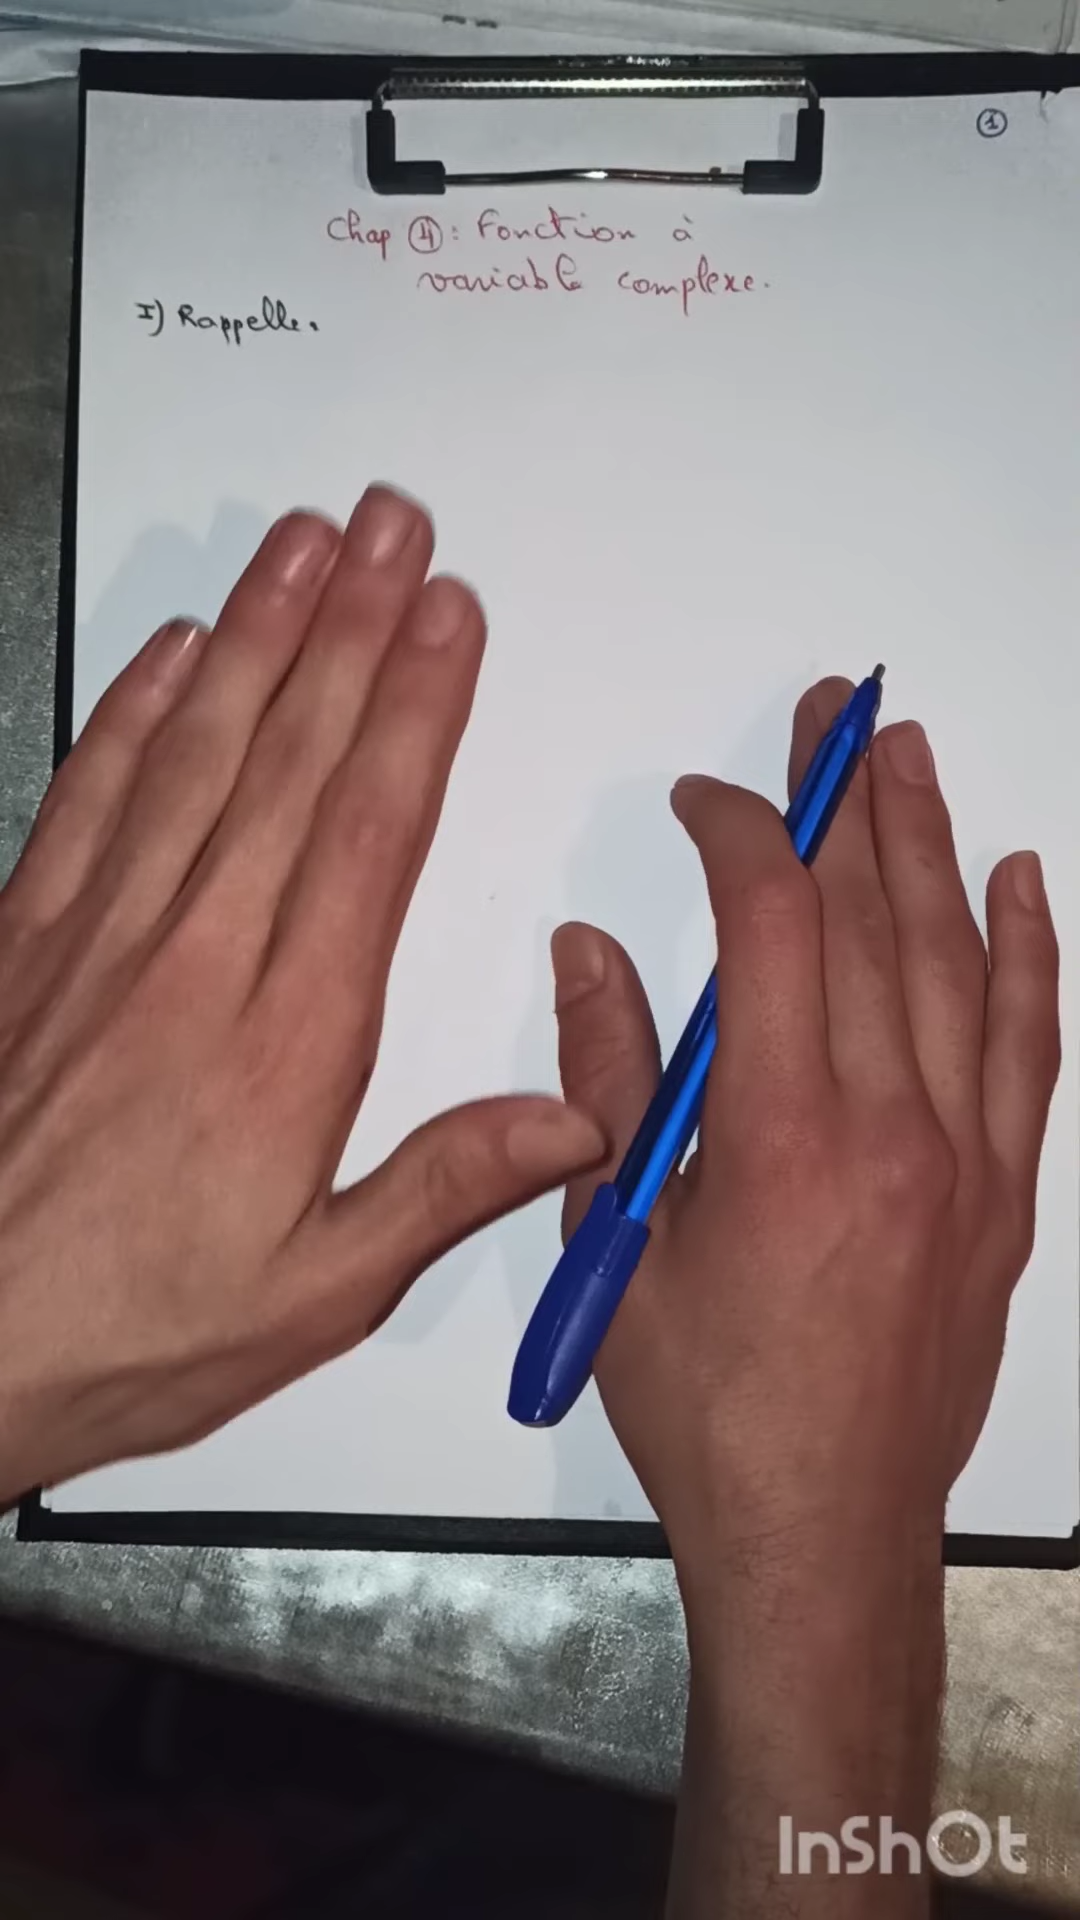 ①
Chap ④: Fonction à
variable complexe.
I) Rappelle.
InShOt